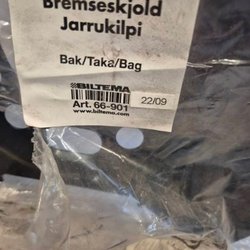 Bremseskjold
Jarrukilpi
Bak/Taka/Bag
BILTEMA
22/09
Art. 66-901
www.biltema.com